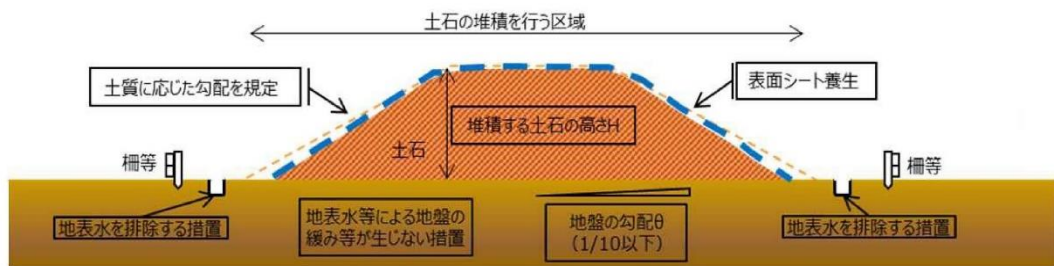 土石の堆積を行う区域
土質に応じた勾配を規定
表面シート養生
堆積する土石の高さH
土石
柵等
柵等
地表水を排除する措置
地表水等による地盤の
緩み等が生じない措置
地盤の勾配θ
(1/10以下)
地表水を排除する措置